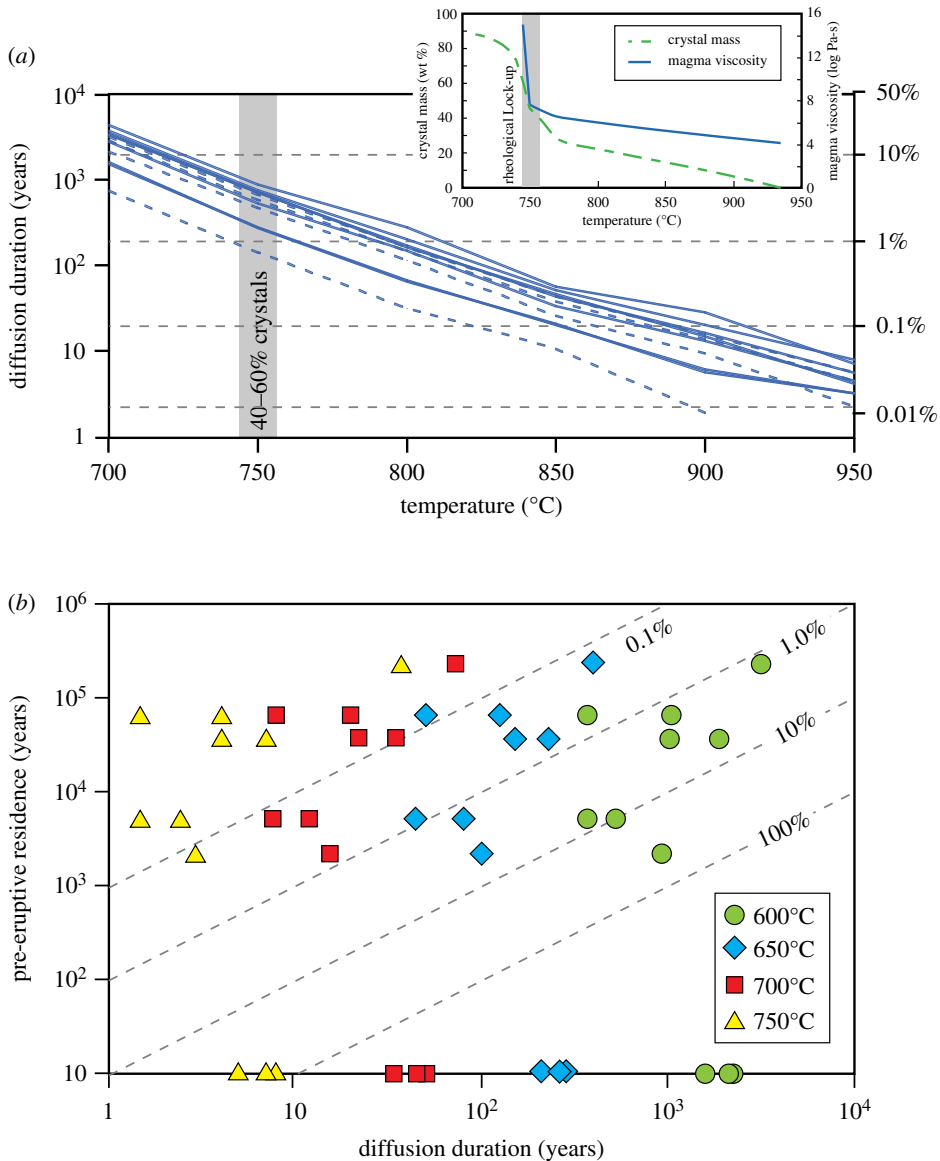 (a)
100
80
60
40
20
0
crystal mass (wt %)
rheological Lock-up
crystal mass
magma viscosity
16
12
8
4
0
magma viscosity (log Pa-s)
700
750
800
850
900
950
temperature (°C)
10⁴
10³
10²
10
1
diffusion duration (years)
40–60% crystals
50%
10%
1%
0.1%
0.01%
700
750
800
850
900
950
temperature (°C)
(b)
10⁶
10⁵
10⁴
10³
10²
10
pre-eruptive residence (years)
0.1%
1.0%
10%
100%
600°C
650°C
700°C
750°C
1
10
10²
10³
10⁴
diffusion duration (years)